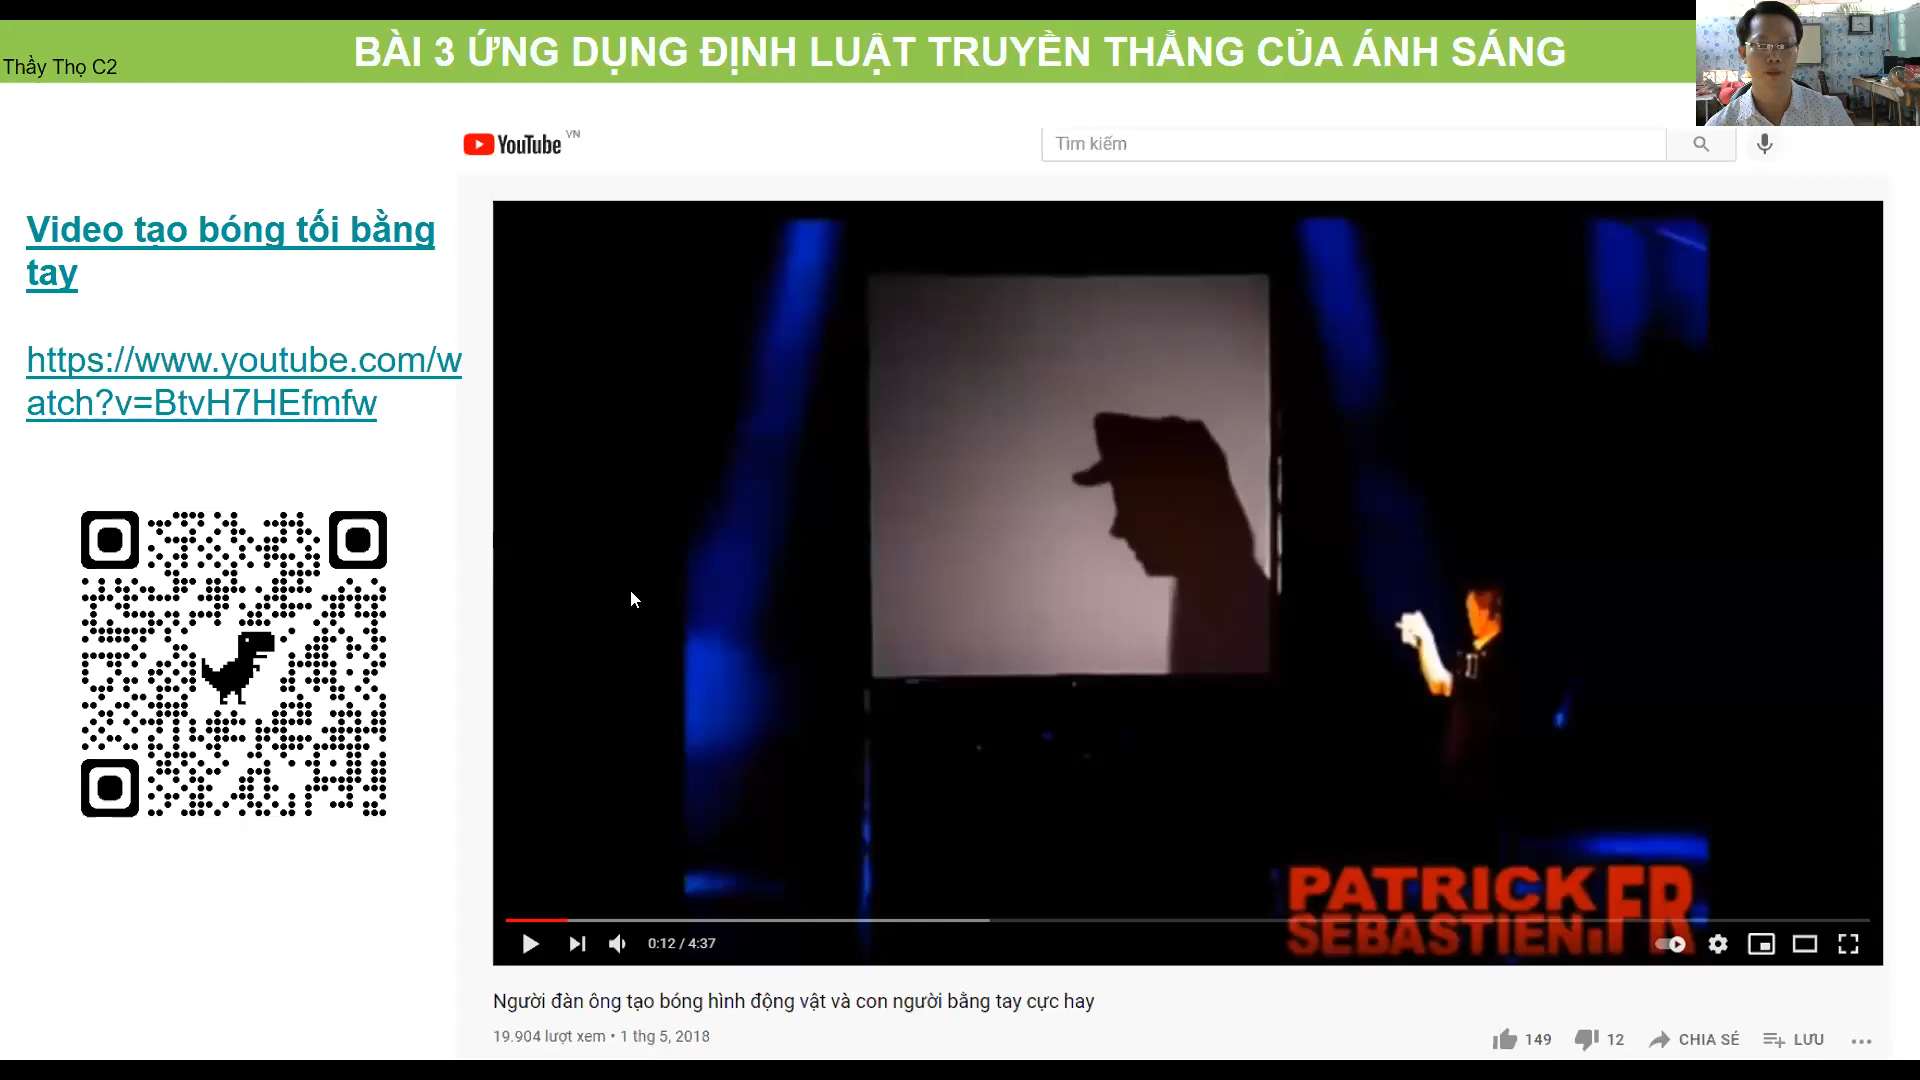 BÀI 3 ỨNG DỤNG ĐỊNH LUẬT TRUYỀN THẲNG CỦA ÁNH SÁNG
Thầy Thọ C2
YouTube VN
Tìm kiếm
Video tạo bóng tối bằng
tay
https://www.youtube.com/w
atch?v=BtvH7HEfmfw
PATRICK
SEBASTIEN.FR
0:12 / 4:37
Người đàn ông tạo bóng hình động vật và con người bằng tay cực hay
19.904 lượt xem • 1 thg 5, 2018
149
12
CHIA SẺ
LƯU